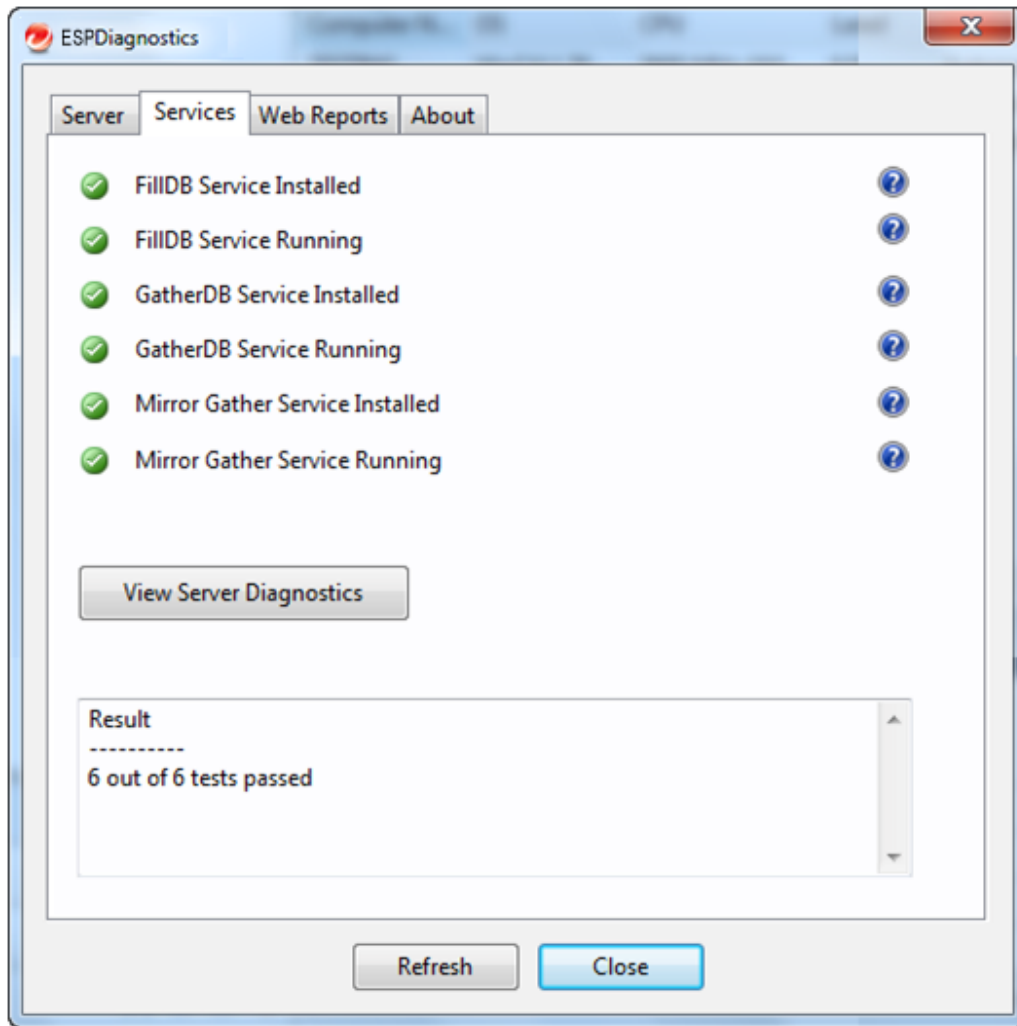 ESPDiagnostics
Server Services Web Reports About
FillDB Service Installed
FillDB Service Running
GatherDB Service Installed
GatherDB Service Running
Mirror Gather Service Installed
Mirror Gather Service Running
View Server Diagnostics
Result
----------
6 out of 6 tests passed
Refresh Close